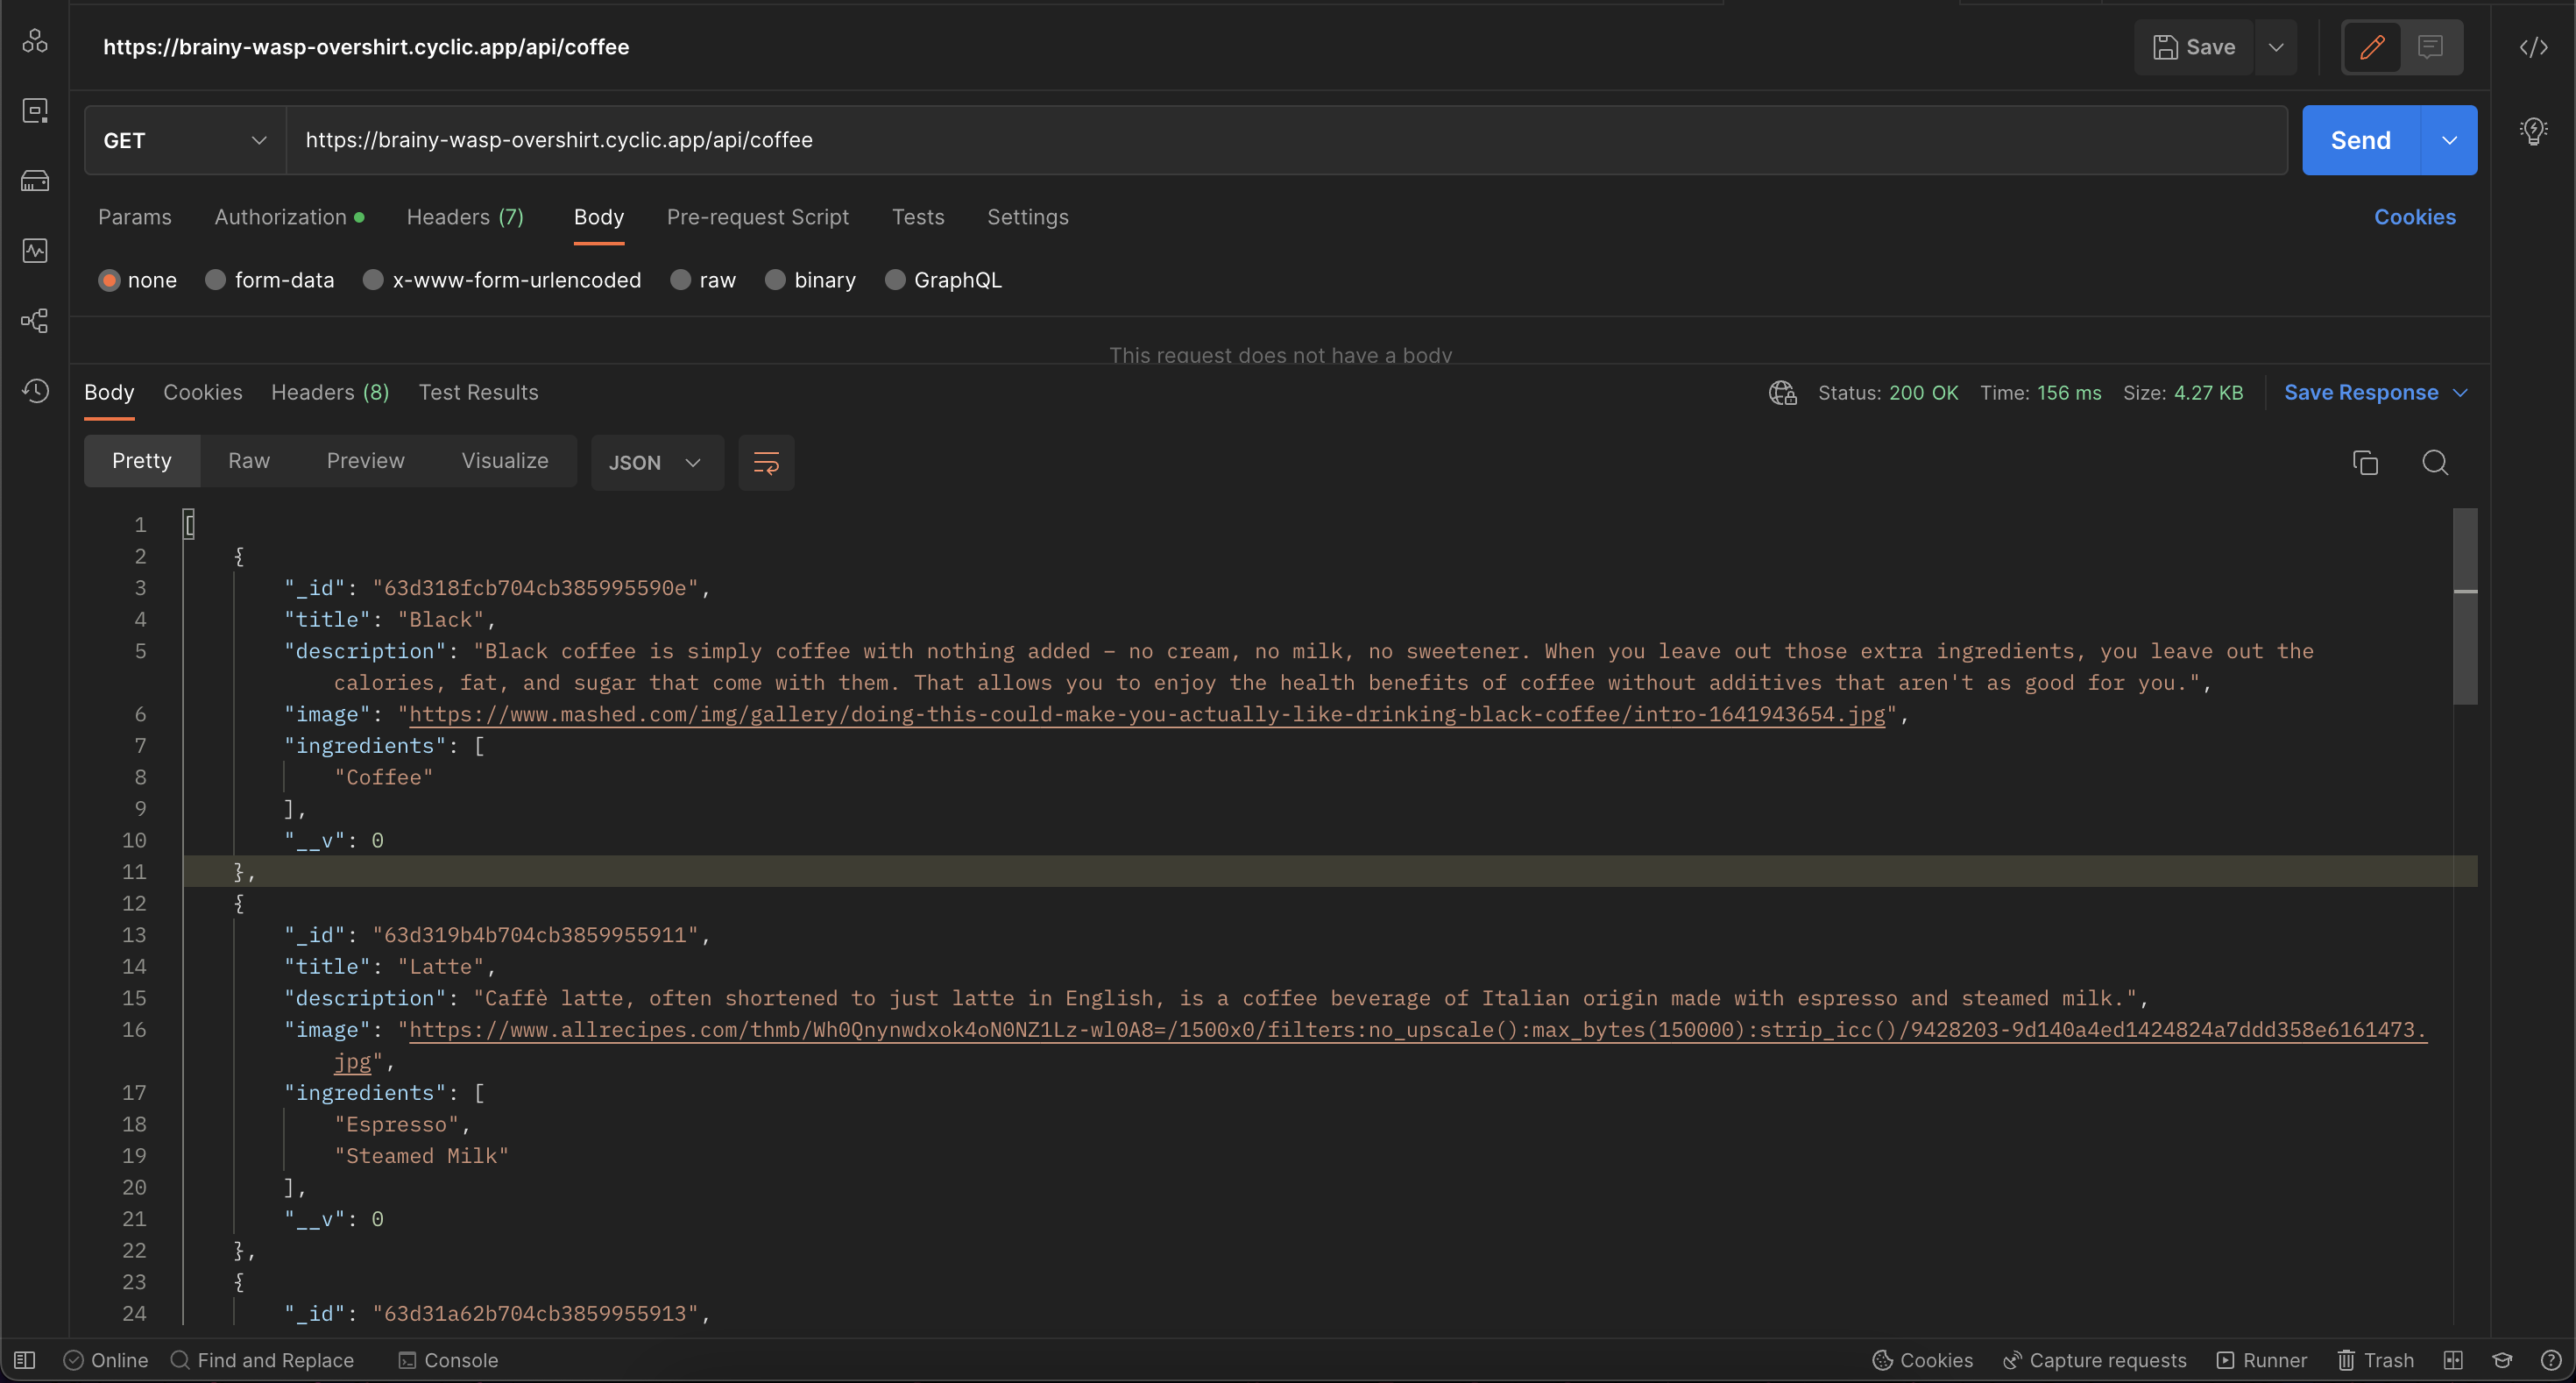 https://brainy-wasp-overshirt.cyclic.app/api/coffee
Save
GET
https://brainy-wasp-overshirt.cyclic.app/api/coffee
Send
Params Authorization Headers (7) Body Pre-request Script Tests Settings Cookies
none form-data x-www-form-urlencoded raw binary GraphQL
This request does not have a body
Body Cookies Headers (8) Test Results Status: 200 OK Time: 156 ms Size: 4.27 KB Save Response
Pretty Raw Preview Visualize JSON
1 [
2 {
3 "_id": "63d318fcb704cb385995590e",
4 "title": "Black",
5 "description": "Black coffee is simply coffee with nothing added – no cream, no milk, no sweetener. When you leave out those extra ingredients, you leave out the
calories, fat, and sugar that come with them. That allows you to enjoy the health benefits of coffee without additives that aren't as good for you.",
6 "image": "https://www.mashed.com/img/gallery/doing-this-could-make-you-actually-like-drinking-black-coffee/intro-1641943654.jpg",
7 "ingredients": [
8 "Coffee"
9 ],
10 "__v": 0
11 },
12 {
13 "_id": "63d319b4b704cb3859955911",
14 "title": "Latte",
15 "description": "Caffè latte, often shortened to just latte in English, is a coffee beverage of Italian origin made with espresso and steamed milk.",
16 "image": "https://www.allrecipes.com/thmb/Wh0Qnynwdxok4oN0NZ1Lz-wl0A8=/1500x0/filters:no_upscale():max_bytes(150000):strip_icc()/9428203-9d140a4ed1424824a7ddd358e6161473.
jpg",
17 "ingredients": [
18 "Espresso",
19 "Steamed Milk"
20 ],
21 "__v": 0
22 },
23 {
24 "_id": "63d31a62b704cb3859955913",
Online Find and Replace Console Cookies Capture requests Runner Trash